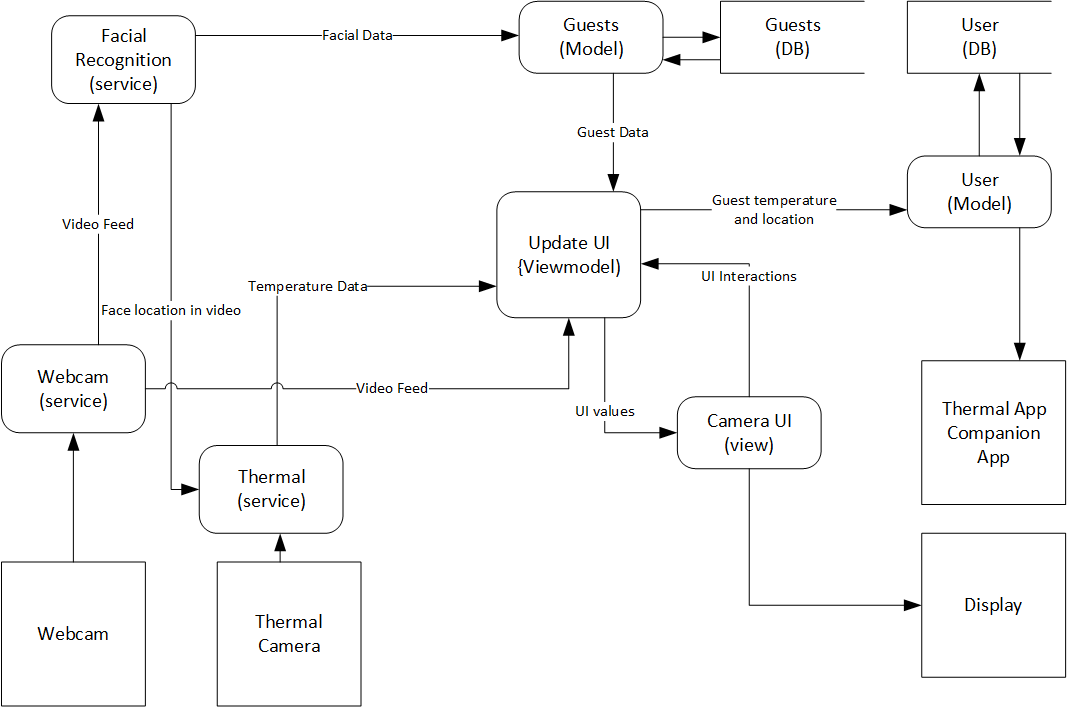 Facial
Recognition
(service)
Facial Data
Guests
(Model)
Guests
(DB)
User
(DB)
Guest Data
User
(Model)
Guest temperature
and location
Video Feed
Update UI
{Viewmodel)
UI Interactions
Temperature Data
Face location in video
Webcam
(service)
Video Feed
UI values
Camera UI
(view)
Thermal App
Companion
App
Thermal
(service)
Webcam
Thermal
Camera
Display